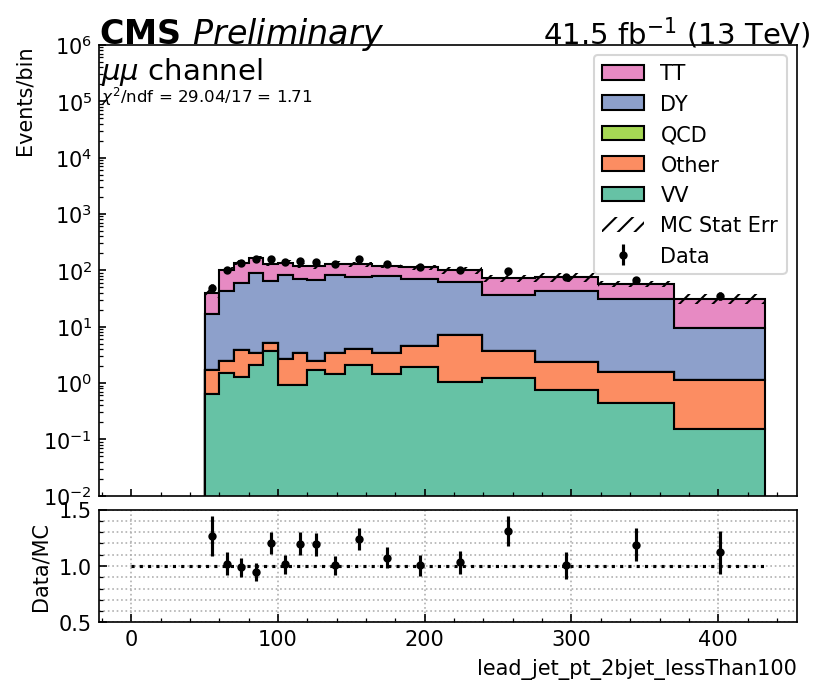 CMS Preliminary 41.5 fb⁻¹ (13 TeV)
μμ channel
χ²/ndf = 29.04/17 = 1.71
Events/bin
10⁶
10⁵
10⁴
10³
10²
10¹
10⁰
10⁻¹
10⁻²
TT
DY
QCD
Other
VV
MC Stat Err
Data
Data/MC
1.5
1.0
0.5
0 100 200 300 400
lead_jet_pt_2bjet_lessThan100